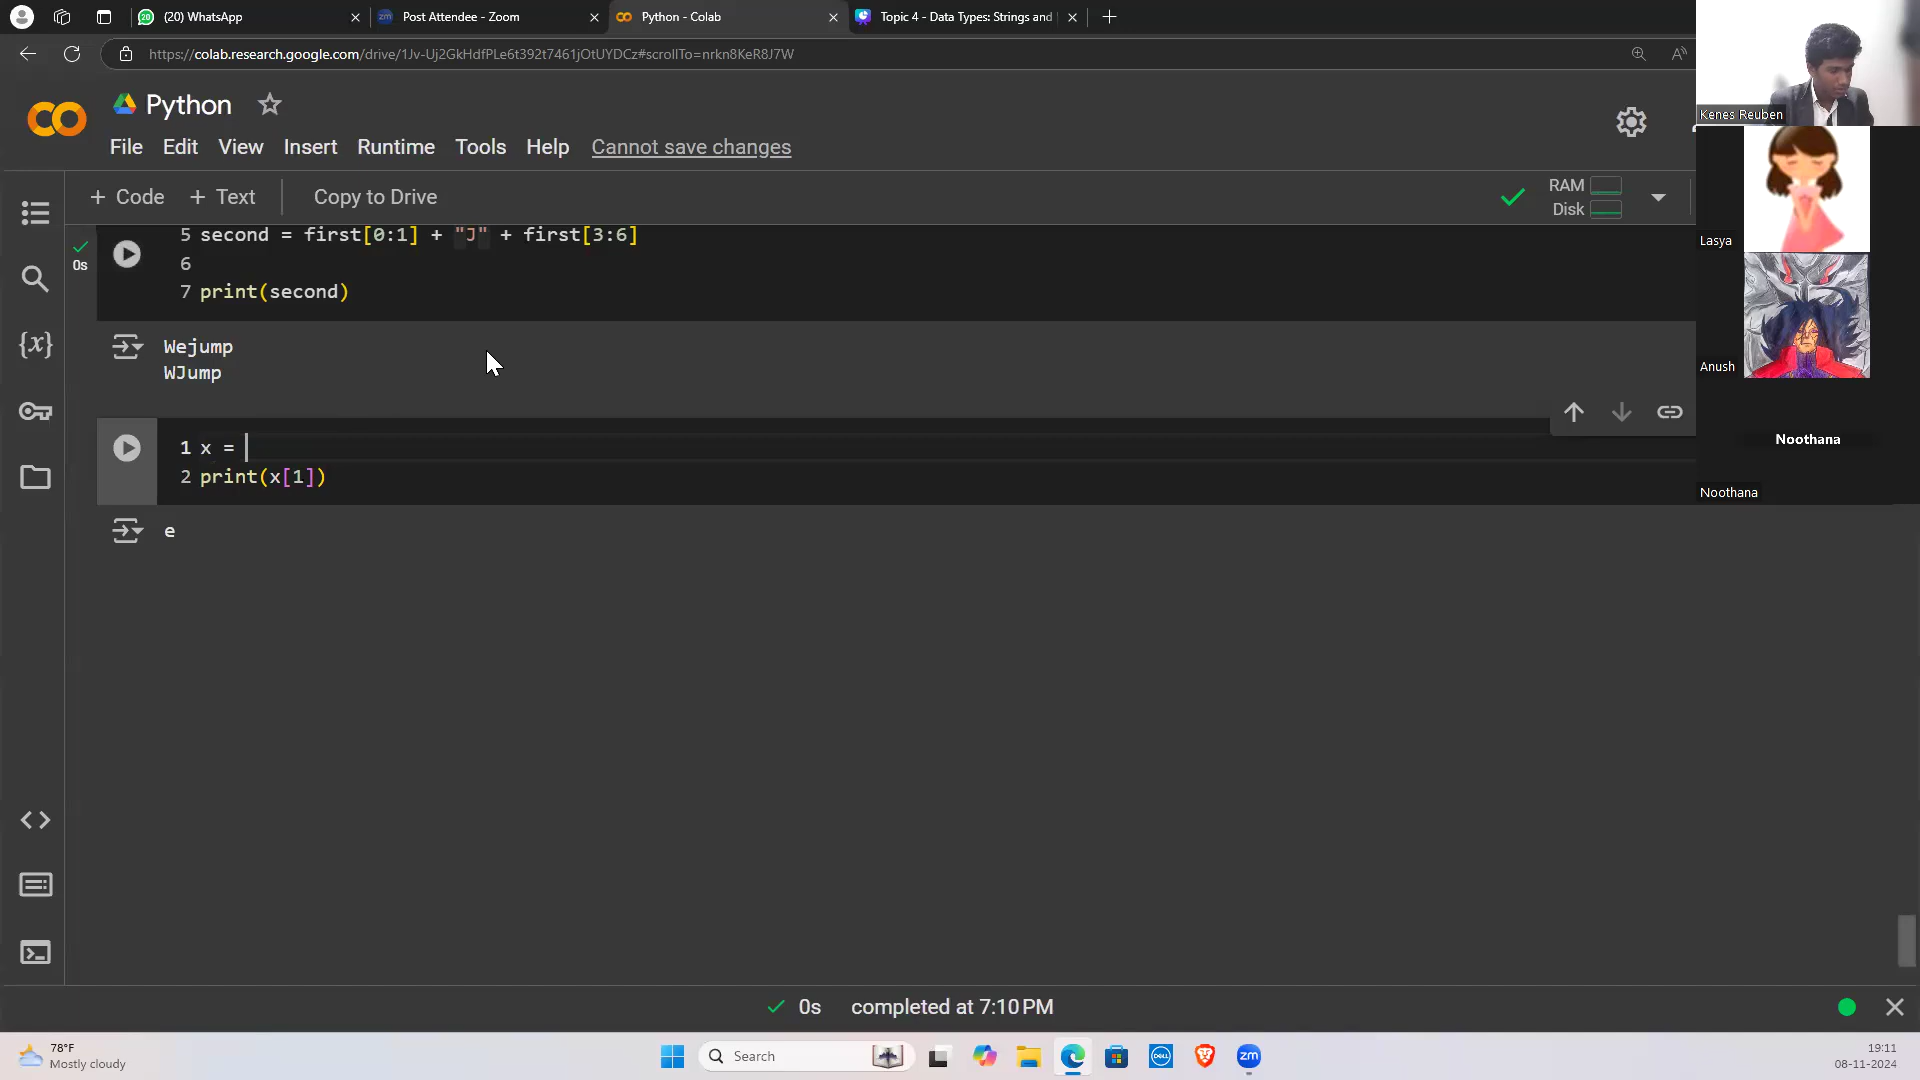 (20) WhatsApp
Post Attendee - Zoom
Python - Colab
Topic 4 - Data Types: Strings and
https://colab.research.google.com/drive/1Jv-Uj2GkHdfPLe6t392t7461jOtUYDCz#scrollTo=nrkn8KeR8J7W
Python
File Edit View Insert Runtime Tools Help Cannot save changes
+ Code + Text Copy to Drive
RAM
Disk
5 second = first[0:1] + "J" + first[3:6]
0s
6
7 print(second)
Wejump
WJump
1 x =
2 print(x[1])
e
Kenes Reuben
Lasya
Anush
Noothana
Noothana
0s completed at 7:10 PM
78°F
Mostly cloudy
Search
DELL
zm
19:11
08-11-2024